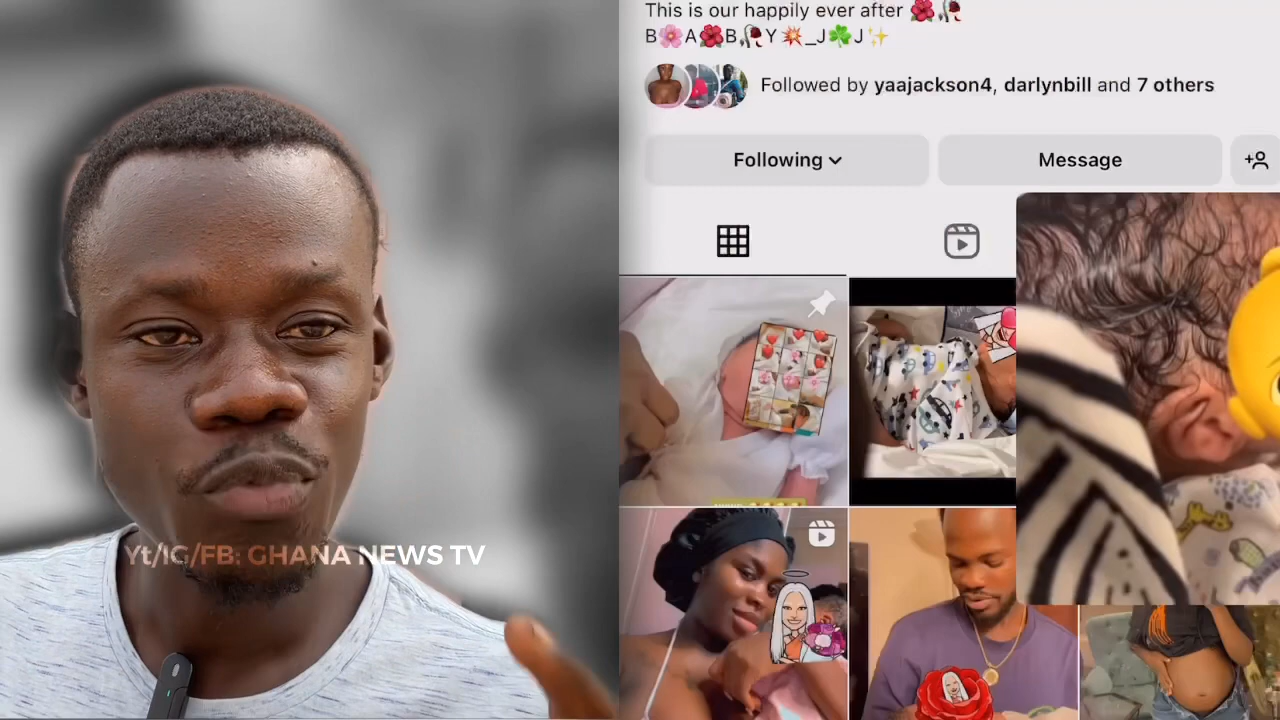 This is our happily ever after 🌺🥀
B🌸A🌺B🥀Y💥_J☘️J✨
Followed by yaajackson4, darlynbill and 7 others
Following
Message
Yt/IG/FB: GHANA NEWS TV